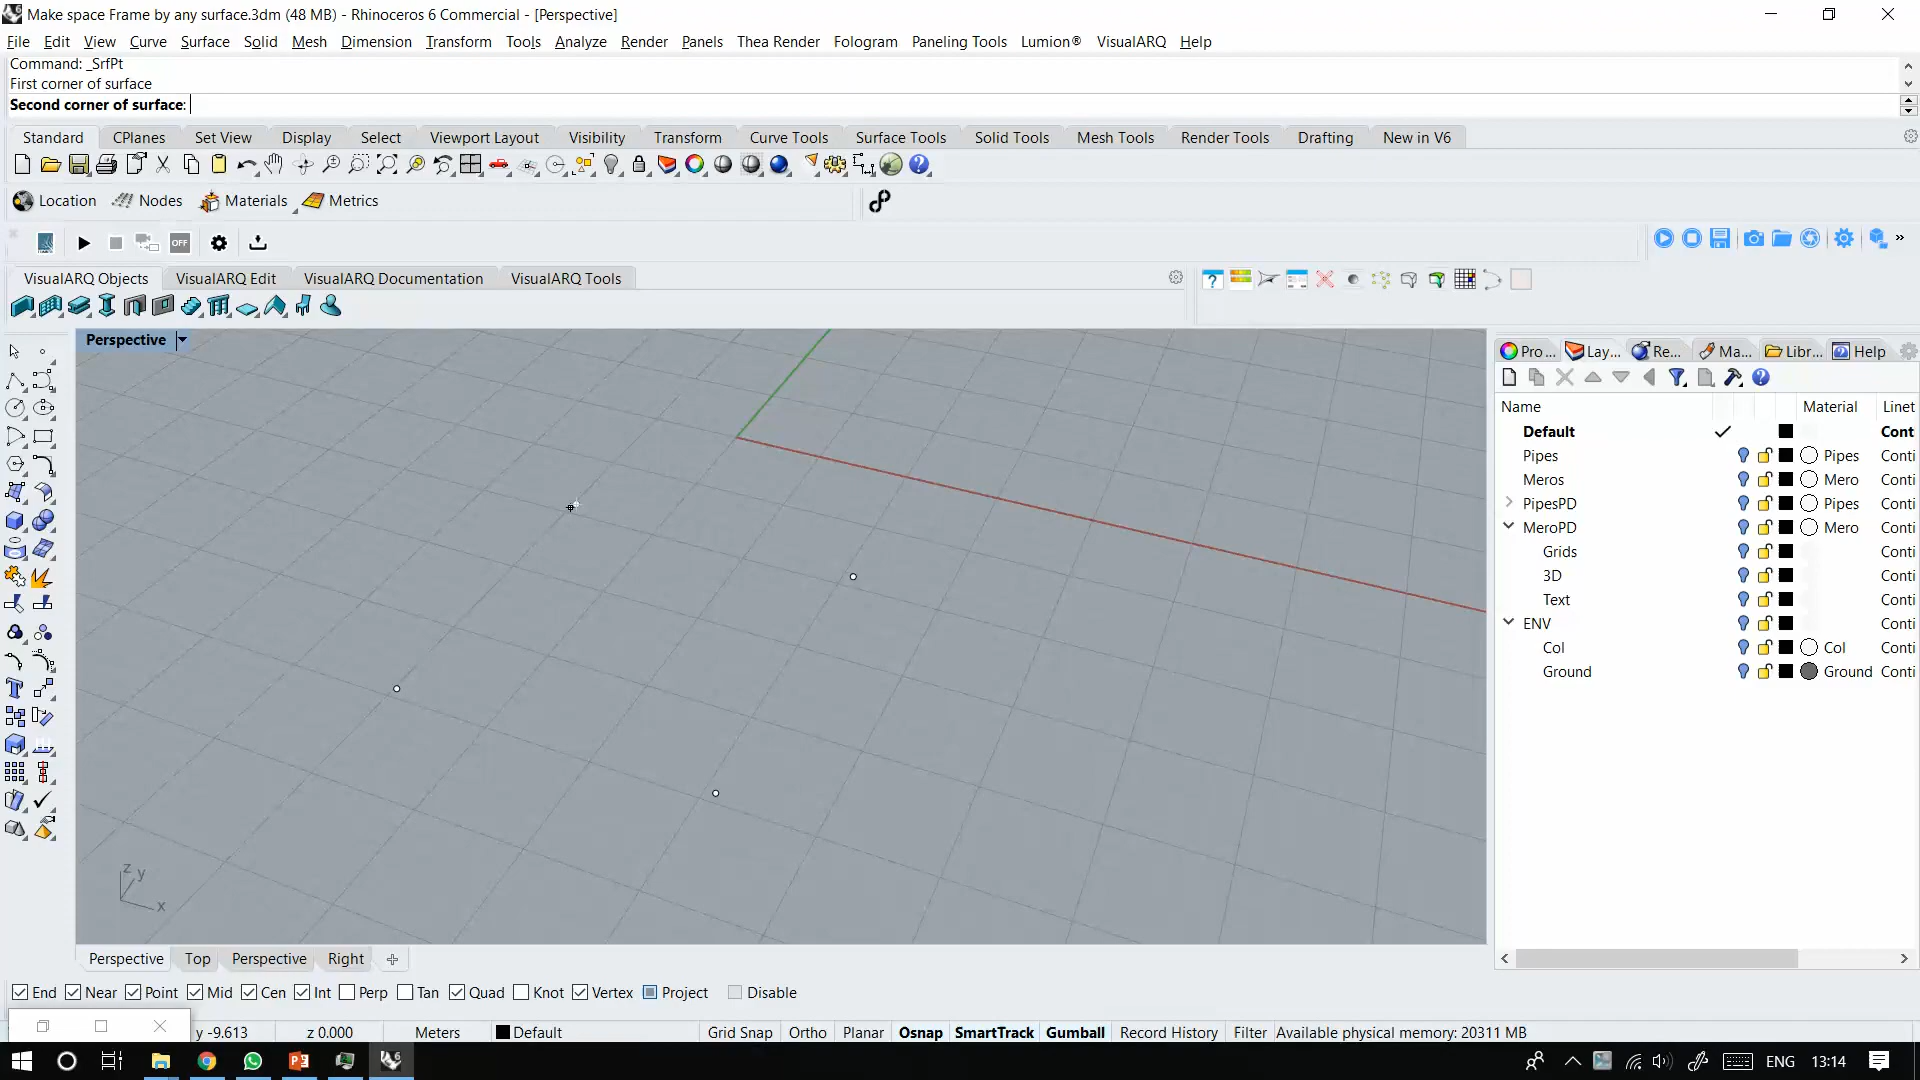 Make space Frame by any surface.3dm (48 MB) - Rhinoceros 6 Commercial - [Perspective]
File Edit View Curve Surface Solid Mesh Dimension Transform Tools Analyze Render Panels Thea Render Fologram Paneling Tools Lumion® VisualARQ Help
Command: _SrfPt
First corner of surface
Second corner of surface:
Standard CPlanes Set View Display Select Viewport Layout Visibility Transform Curve Tools Surface Tools Solid Tools Mesh Tools Render Tools Drafting New in V6
Location Nodes Materials Metrics
OFF
VisualARQ Objects VisualARQ Edit VisualARQ Documentation VisualARQ Tools
Perspective
Pro... Lay... Re... Ma... Libr... Help
Name Material Linet
Default Cont
Pipes Pipes Conti
Meros Mero Conti
PipesPD Pipes Conti
MeroPD Mero Conti
Grids Conti
3D Conti
Text Conti
ENV Conti
Col Col Conti
Ground Ground Conti
z y
x
Perspective Top Perspective Right
End Near Point Mid Cen Int Perp Tan Quad Knot Vertex Project Disable
y -9.613 z 0.000 Meters Default Grid Snap Ortho Planar Osnap SmartTrack Gumball Record History Filter Available physical memory: 20311 MB
ENG 13:14